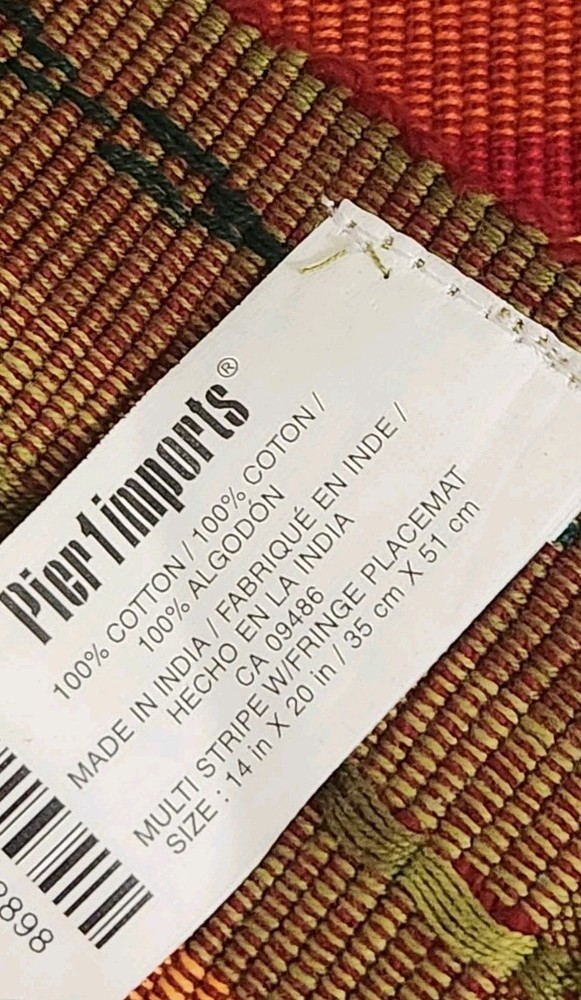 Pier 1 imports®
100% COTTON / 100% COTON /
100% ALGODÓN
MADE IN INDIA / FABRIQUÉ EN INDE /
HECHO EN LA INDIA
CA 09486
MULTI STRIPE W/FRINGE PLACEMAT
SIZE : 14 in X 20 in / 35 cm X 51 cm
898